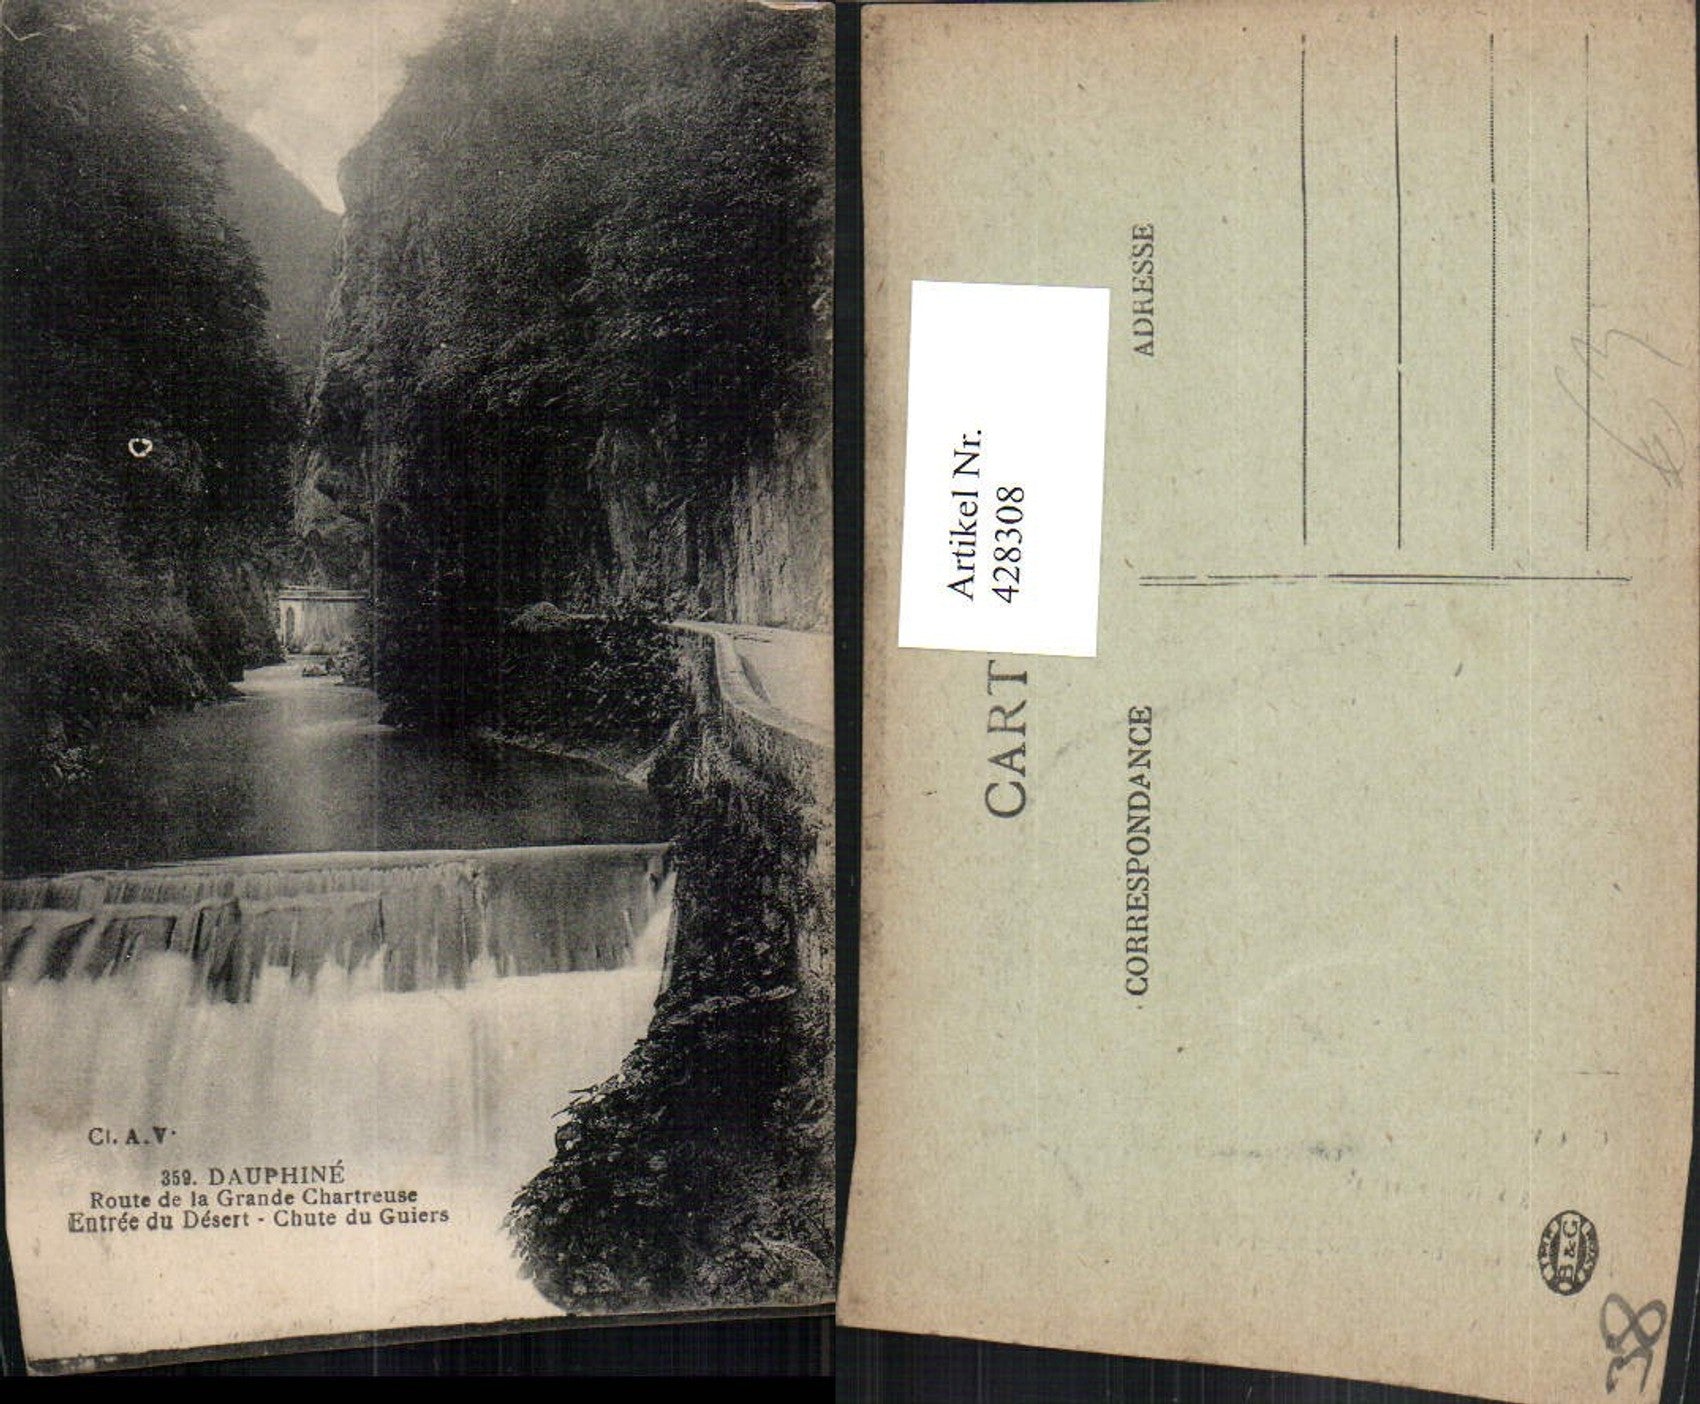 Cl. A.V.
359. DAUPHINÉ
Route de la Grande Chartreuse
Entrée du Désert - Chute du Guiers
Artikel Nr.
428308
CART
CORRESPONDANCE
ADRESSE
B & G
38